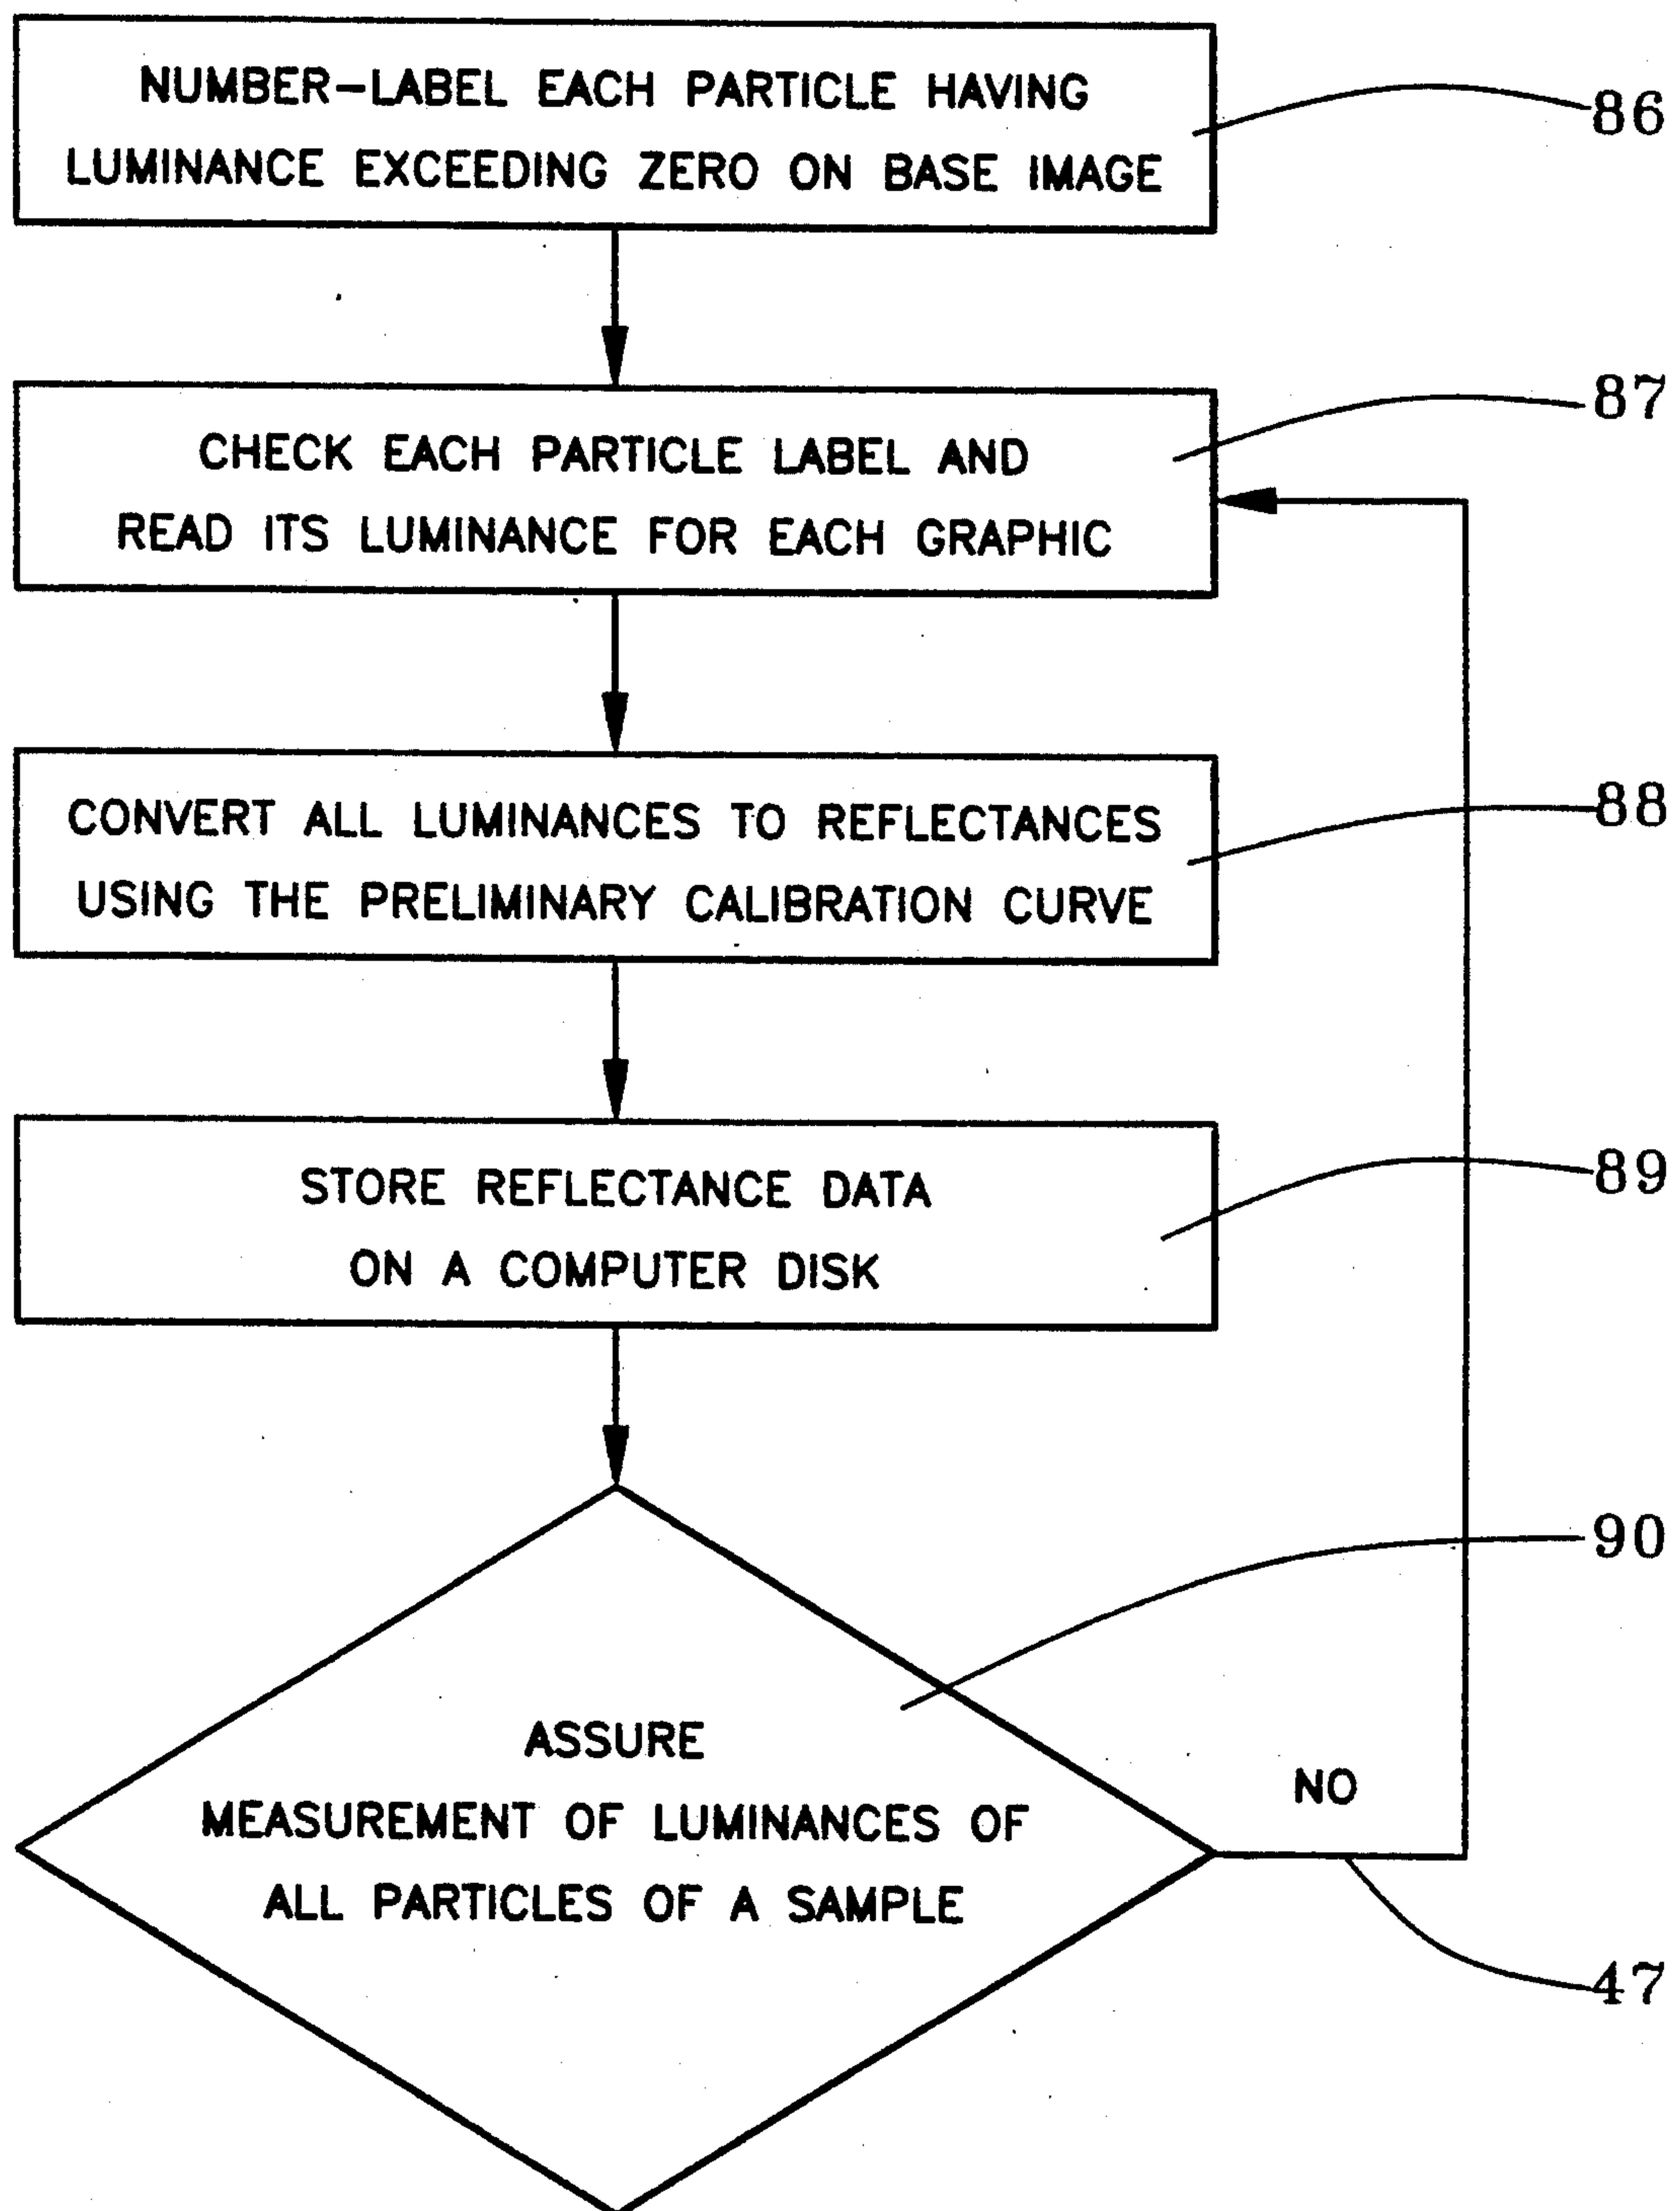 NUMBER-LABEL EACH PARTICLE HAVING
LUMINANCE EXCEEDING ZERO ON BASE IMAGE
86
CHECK EACH PARTICLE LABEL AND
READ ITS LUMINANCE FOR EACH GRAPHIC
87
CONVERT ALL LUMINANCES TO REFLECTANCES
USING THE PRELIMINARY CALIBRATION CURVE
88
STORE REFLECTANCE DATA
ON A COMPUTER DISK
89
ASSURE
MEASUREMENT OF LUMINANCES OF
ALL PARTICLES OF A SAMPLE
90
NO
47